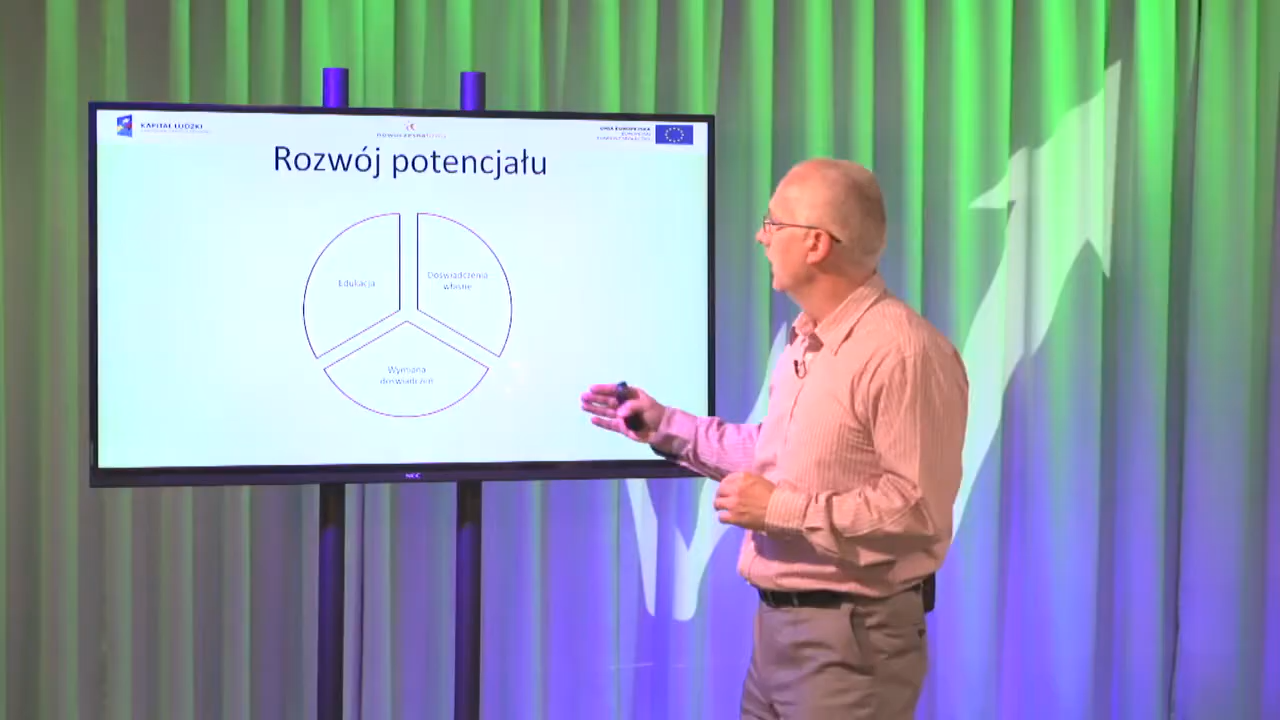 KAPITAŁ LUDZKI
UNIA EUROPEJSKA
Rozwój potencjału
Edukacja
Doświadczenia
własne
Wymiana
doświadczeń
NEC